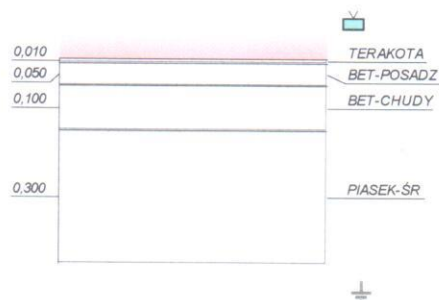 0,010 TERAKOTA
0,050 BET-POSADZ
0,100 BET-CHUDY
0,300 PIASEK-ŚR